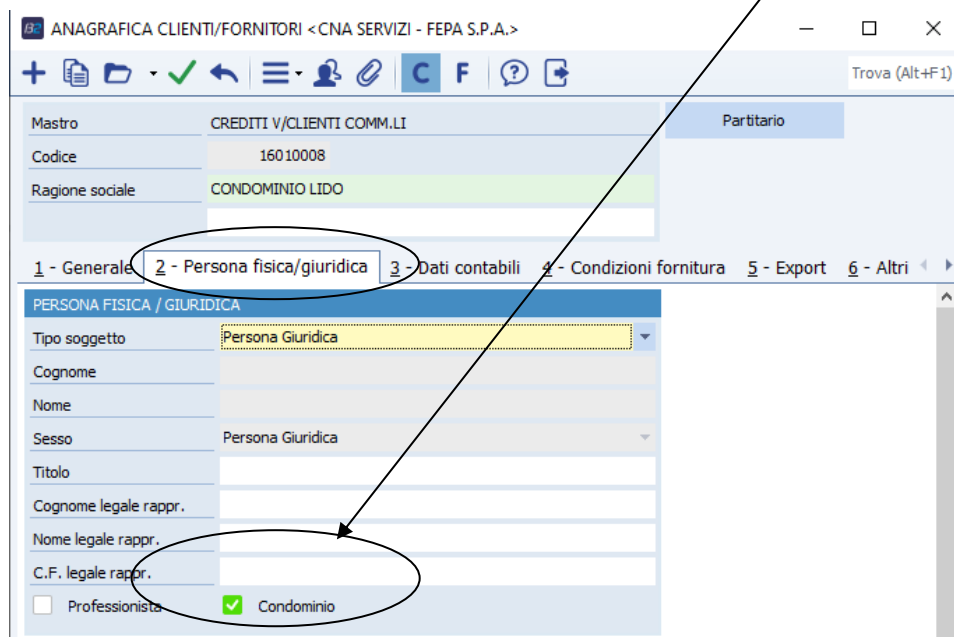 B2 ANAGRAFICA CLIENTI/FORNITORI <CNA SERVIZI - FEPA S.P.A.>
C F Trova (Alt+F1)
Mastro CREDITI V/CLIENTI COMM.LI Partitario
Codice 16010008
Ragione sociale CONDOMINIO LIDO
1 - Generale 2 - Persona fisica/giuridica 3 - Dati contabili 4 - Condizioni fornitura 5 - Export 6 - Altri
PERSONA FISICA / GIURIDICA
Tipo soggetto Persona Giuridica
Cognome
Nome
Sesso Persona Giuridica
Titolo
Cognome legale rappr.
Nome legale rappr.
C.F. legale rappr.
Professionista Condominio